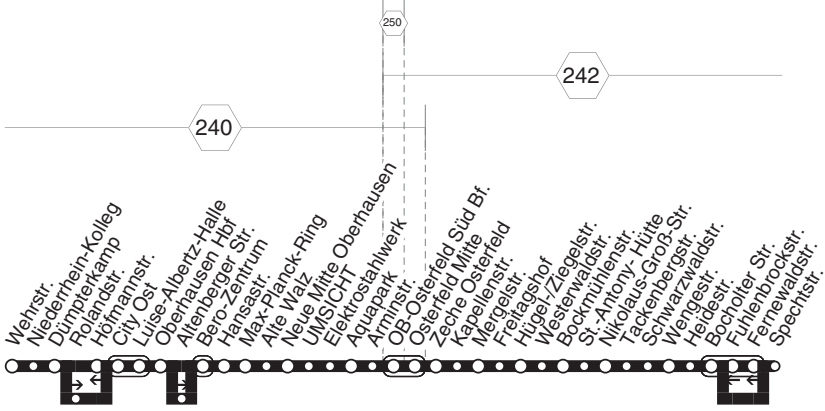 250
242
240
Wehrstr.
Niederrhein-Kolleg
Dümpterkamp
Rolandstr.
Hofmannstr.
City Ost
Luise-Albertz-Halle
Oberhausen Hbf
Altenberger Str.
Bero-Zentrum
Hansastr.
Max-Planck-Ring
Alte Walz
Neue Mitte Oberhausen
UMSICHT
Elektrostahlwerk
Aquapark
Arminstr.
OB-Osterfeld Süd Bf.
Osterfeld Mitte
Zeche Osterfeld
Kapellenstr.
Mergelstr.
Freitagshof
Hügel-/Ziegelstr.
Westerwaldstr.
Bockmühlenstr.
St.-Antony- Hütte
Nikolaus-Groß-Str.
Tackenbergstr.
Schwarzwaldstr.
Wengestr.
Heidestr.
Bocholter Str.
Fuhlenbrockstr.
Fernewaldstr.
Spechtstr.